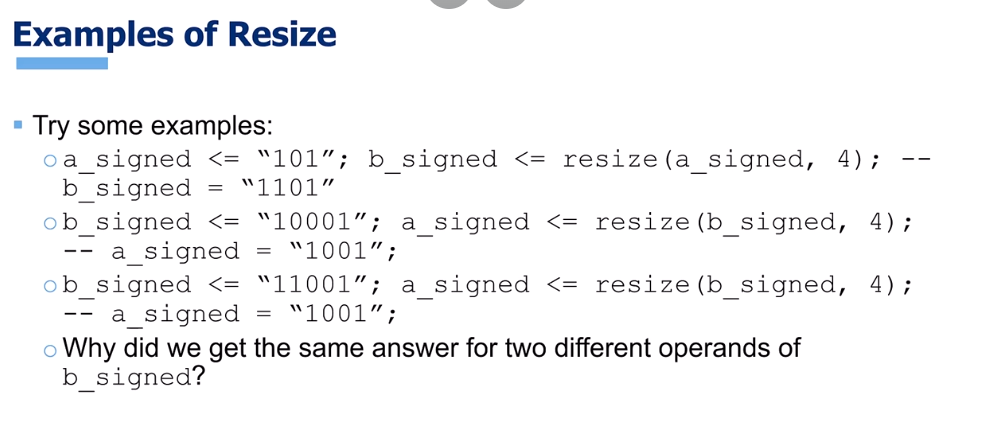 Examples of Resize
▪ Try some examples:
o a_signed <= “101”; b_signed <= resize(a_signed, 4); --
b_signed = “1101”
o b_signed <= “10001”; a_signed <= resize(b_signed, 4);
-- a_signed = “1001”;
o b_signed <= “11001”; a_signed <= resize(b_signed, 4);
-- a_signed = “1001”;
o Why did we get the same answer for two different operands of
b_signed?